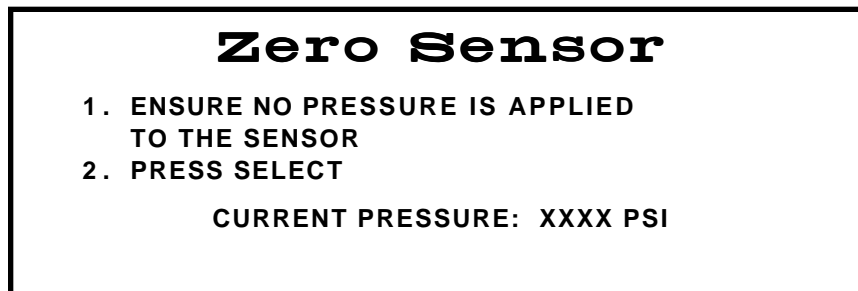 Zero Sensor
1. ENSURE NO PRESSURE IS APPLIED
TO THE SENSOR
2. PRESS SELECT
CURRENT PRESSURE: XXXX PSI